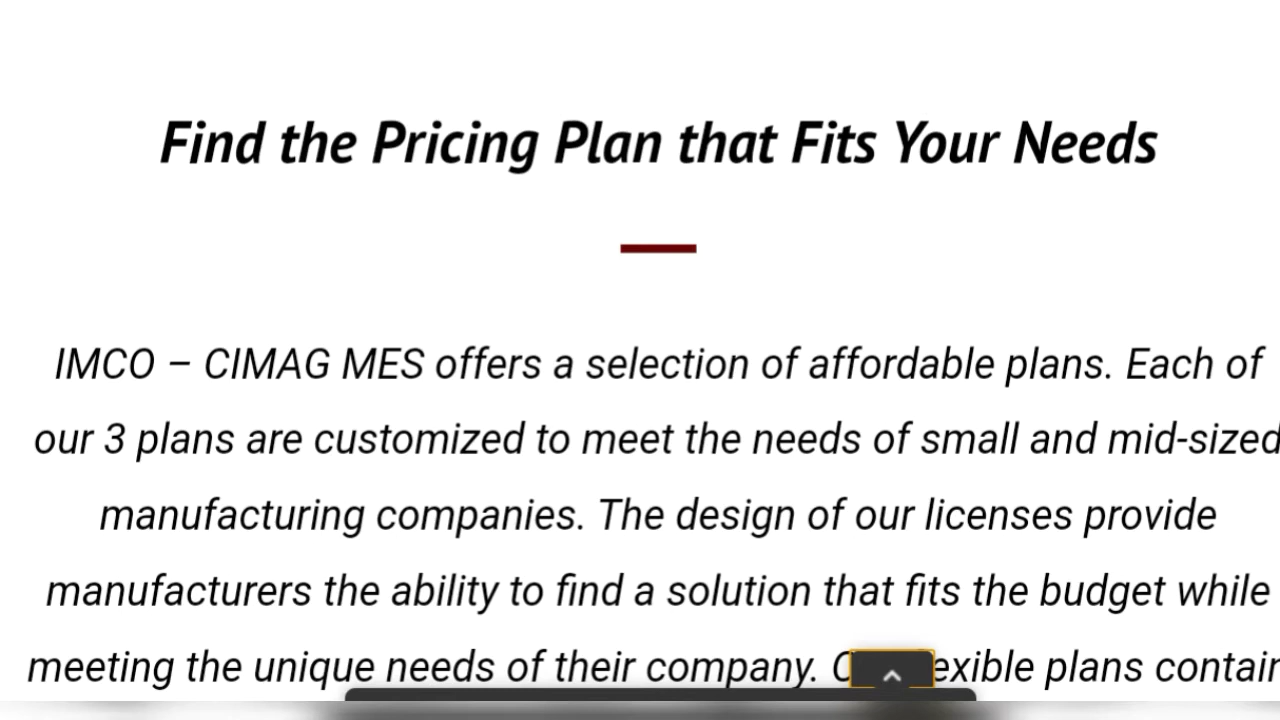 Find the Pricing Plan that Fits Your Needs
IMCO – CIMAG MES offers a selection of affordable plans. Each of
our 3 plans are customized to meet the needs of small and mid-sized
manufacturing companies. The design of our licenses provide
manufacturers the ability to find a solution that fits the budget while
meeting the unique needs of their company. plans contain